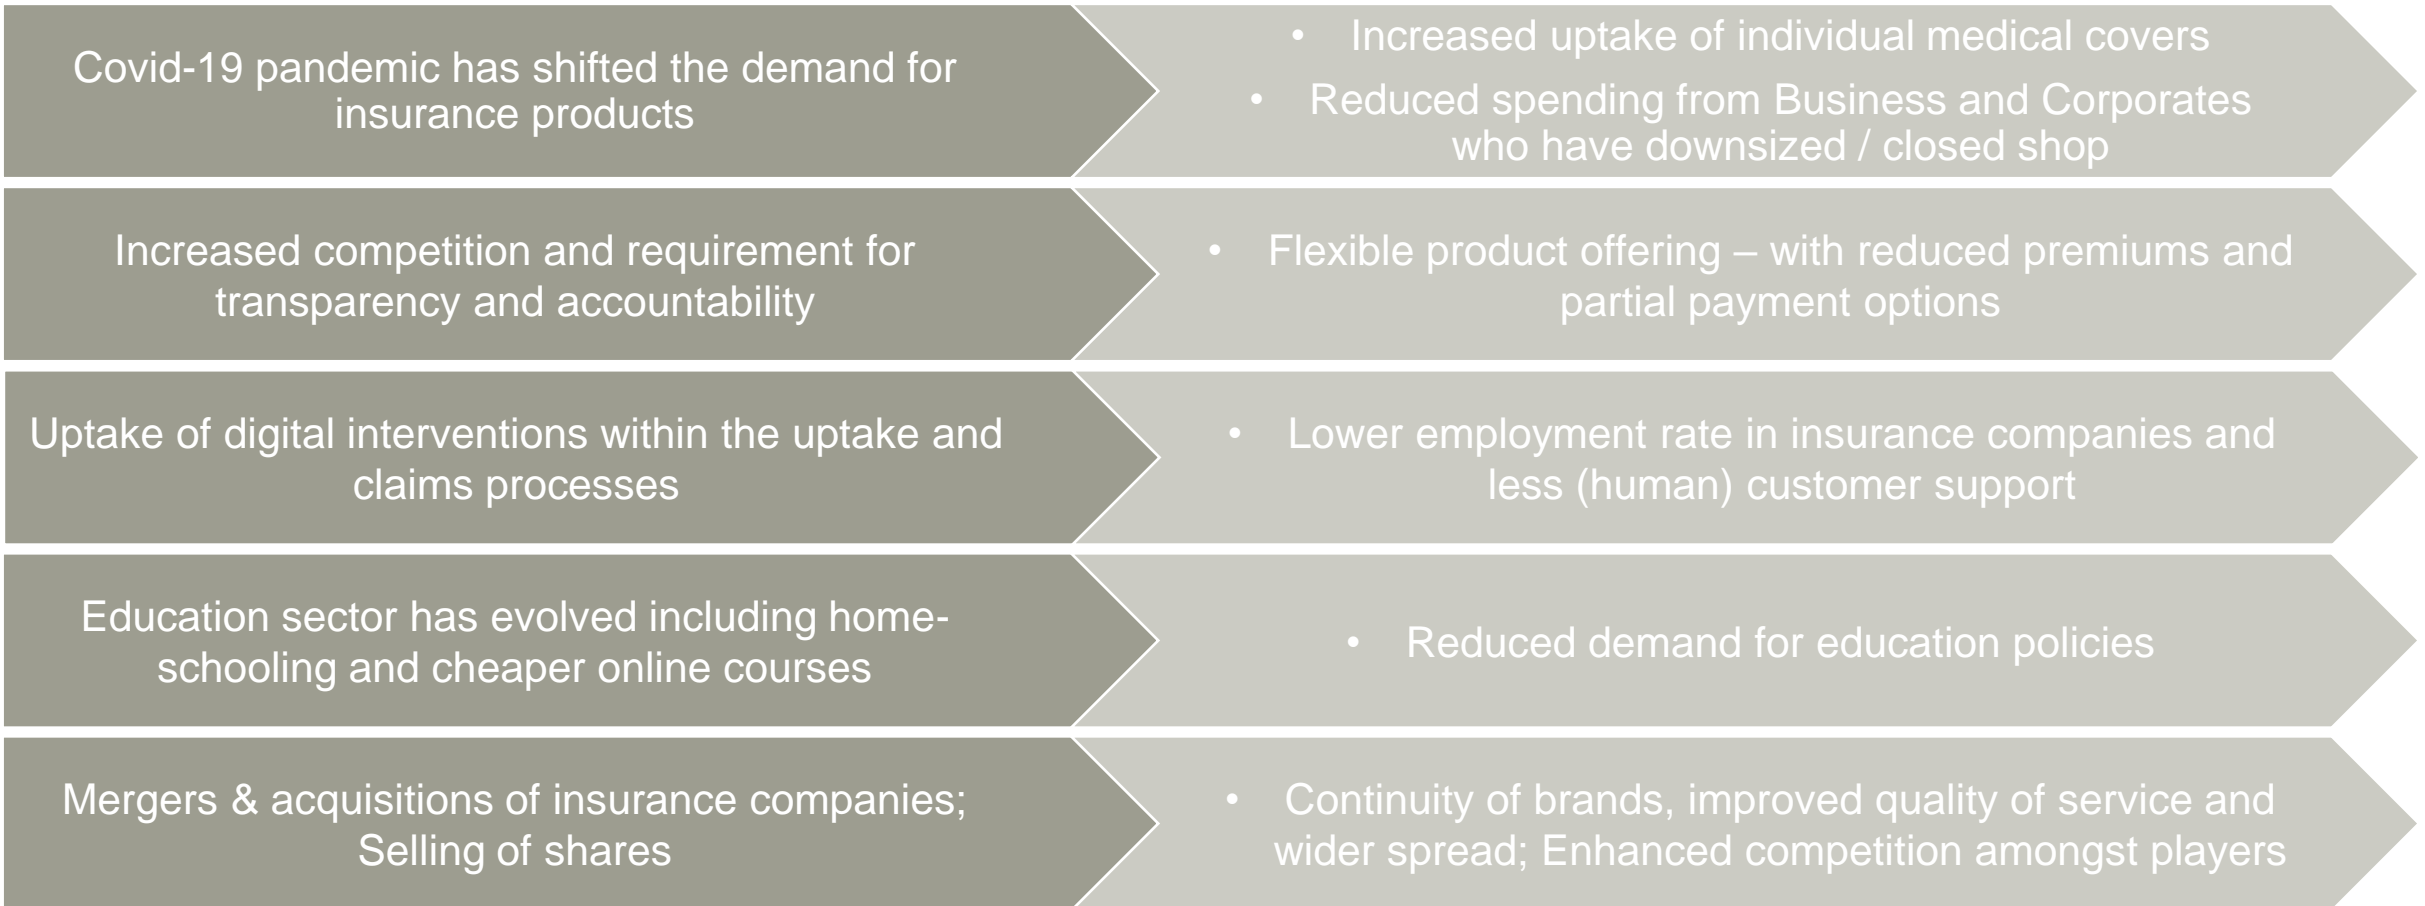 Covid-19 pandemic has shifted the demand for
insurance products
• Increased uptake of individual medical covers
• Reduced spending from Business and Corporates
who have downsized / closed shop
Increased competition and requirement for
transparency and accountability
• Flexible product offering – with reduced premiums and
partial payment options
Uptake of digital interventions within the uptake and
claims processes
• Lower employment rate in insurance companies and
less (human) customer support
Education sector has evolved including home-
schooling and cheaper online courses
• Reduced demand for education policies
Mergers & acquisitions of insurance companies;
Selling of shares
• Continuity of brands, improved quality of service and
wider spread; Enhanced competition amongst players